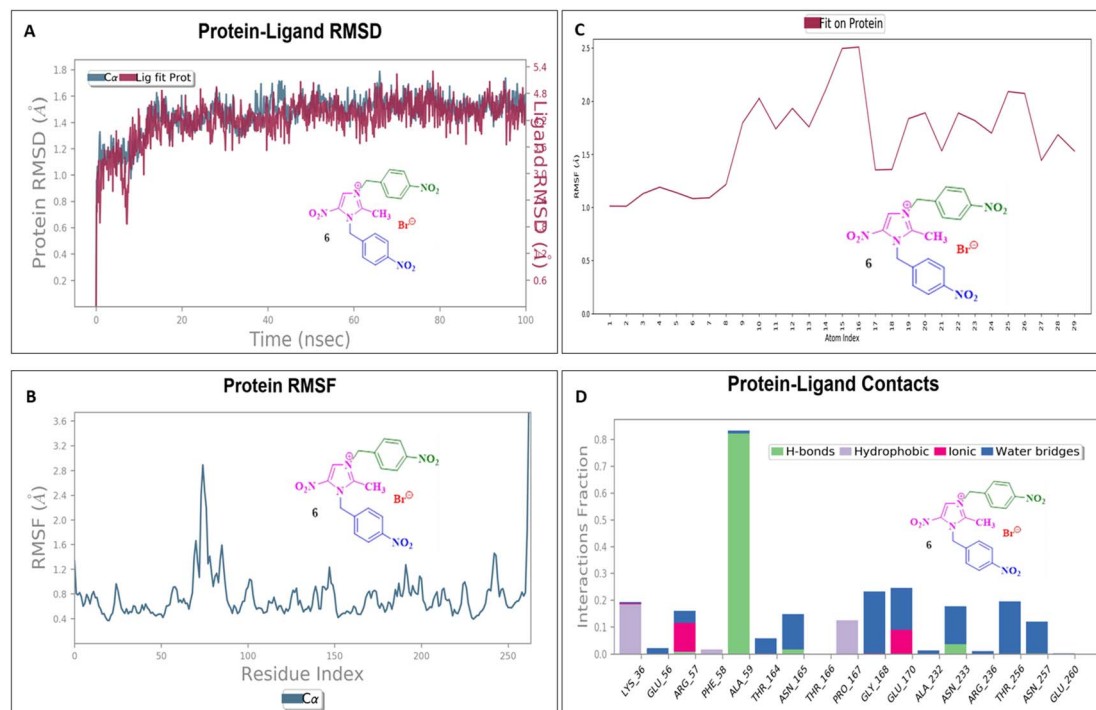 A
Protein-Ligand RMSD
Cα Lig fit Prot
1.8
1.6
1.4
1.2
1.0
0.8
0.6
0.4
0.2
Protein RMSD (Å)
5.4
4.8
4.2
3.6
3.0
1.8
1.2
0.6
Ligand RMSD (Å)
0 20 40 60 80 100
Time (nsec)
N
NO₂
O₂N
N
CH₃
Br⊖
6
NO₂
B
Protein RMSF
3.6
3.2
2.8
2.4
2.0
1.6
1.2
0.8
0.4
RMSF (Å)
0 50 100 150 200 250
Residue Index
Cα
N
NO₂
O₂N
N
CH₃
Br⊖
6
NO₂
C
Fit on Protein
2.5
2.0
1.5
1.0
0.5
0.0
RMSF (Å)
1 2 3 4 5 6 7 8 9 10 11 12 13 14 15 16 17 18 19 20 21 22 23 24 25 26 27 28 29
Atom Index
N
NO₂
O₂N
N
CH₃
Br⊖
6
NO₂
D
Protein-Ligand Contacts
H-bonds Hydrophobic Ionic Water bridges
0.8
0.7
0.6
0.5
0.4
0.3
0.2
0.1
0.0
Interactions Fraction
LYS_36 GLU_56 ARG_57 PHE_58 ALA_59 THR_164 ASN_165 THR_166 PRO_167 GLY_168 GLU_170 ALA_232 ASN_233 ARG_236 THR_256 ASN_257 GLU_260
N
NO₂
O₂N
N
CH₃
Br⊖
6
NO₂